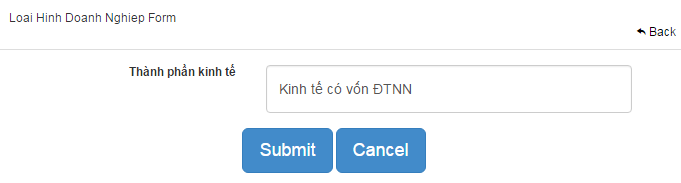 Loai Hinh Doanh Nghiep Form
Back
Thành phần kinh tế
Kinh tế có vốn ĐTNN
Submit Cancel